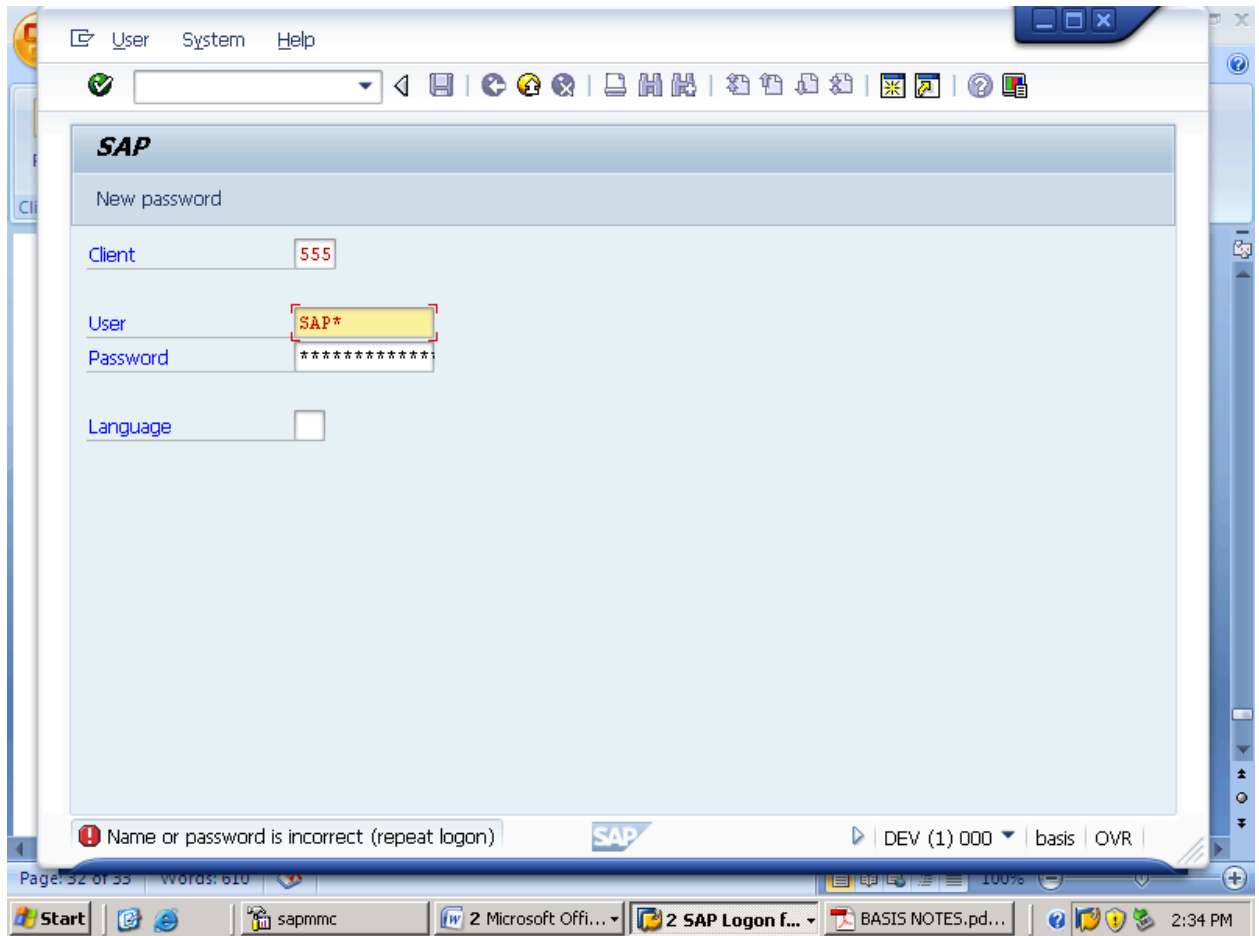 User System Help
SAP
New password
Client 555
User SAP*
Password *************
Language
Name or password is incorrect (repeat logon)
SAP
DEV (1) 000 basis OVR
Page: 32 of 33 Words: 610 100%
Start sapmmc 2 Microsoft Offi... 2 SAP Logon f... BASIS NOTES.pd... 2:34 PM